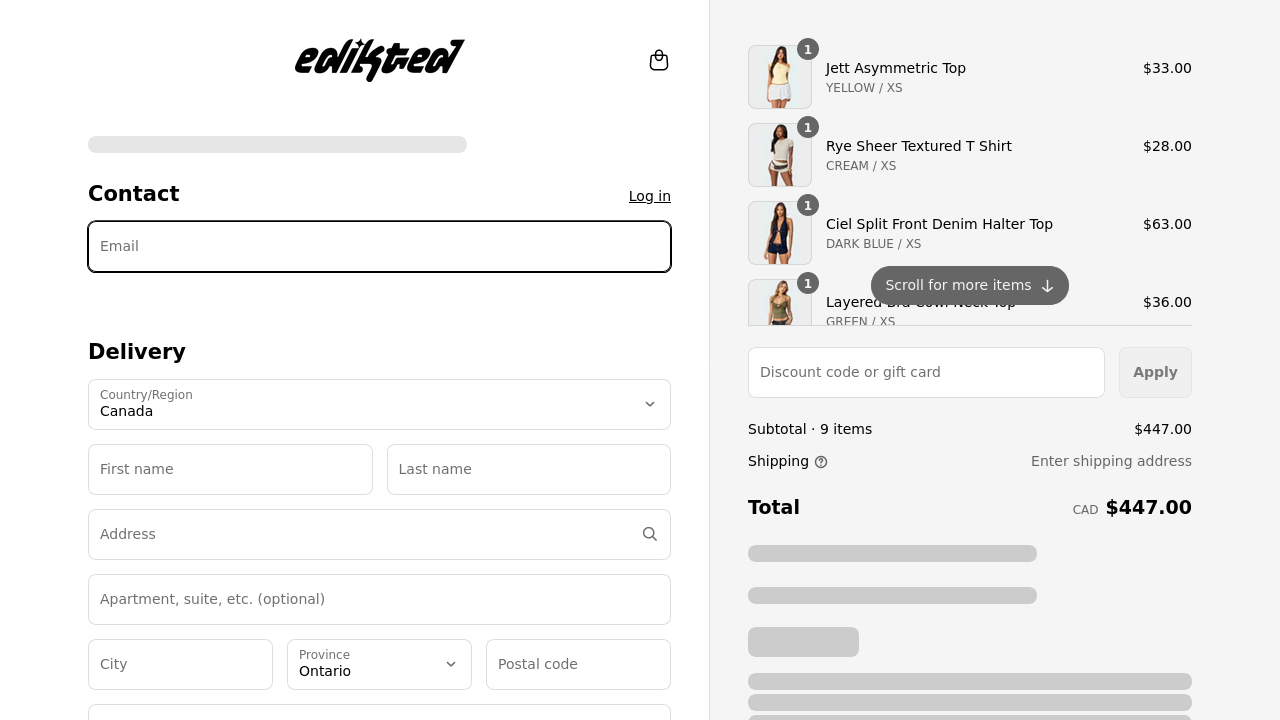 edikted
Contact
Log in
Email
Delivery
Country/Region
Canada
First name
Last name
Address
Apartment, suite, etc. (optional)
City
Province
Ontario
Postal code
1
Jett Asymmetric Top
$33.00
YELLOW / XS
1
Rye Sheer Textured T Shirt
$28.00
CREAM / XS
1
Ciel Split Front Denim Halter Top
$63.00
DARK BLUE / XS
Scroll for more items
1
Layered Bra Cowl Neck Top
$36.00
GREEN / XS
Discount code or gift card
Apply
Subtotal · 9 items
$447.00
Shipping
Enter shipping address
Total
CAD $447.00